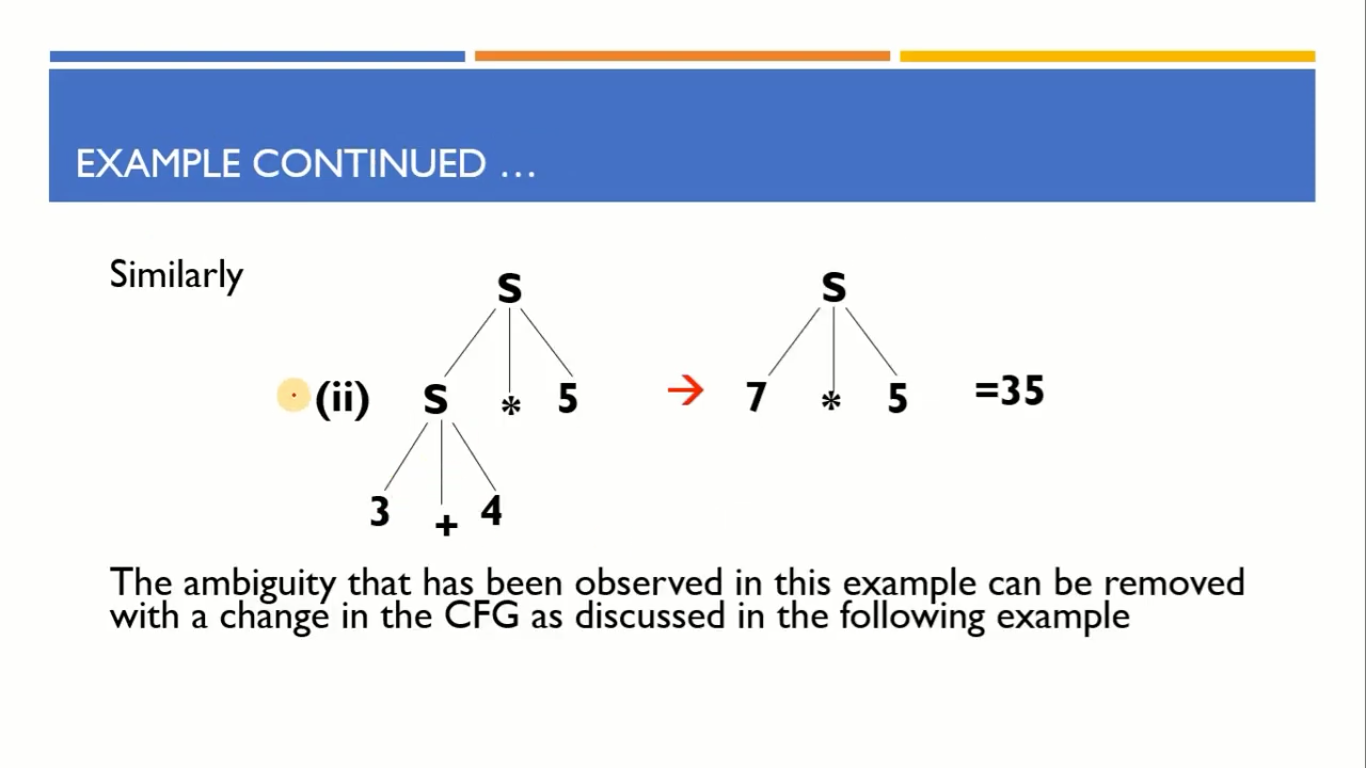 EXAMPLE CONTINUED ...
Similarly
S S
(ii) S * 5 → 7 * 5 =35
3 + 4
The ambiguity that has been observed in this example can be removed
with a change in the CFG as discussed in the following example